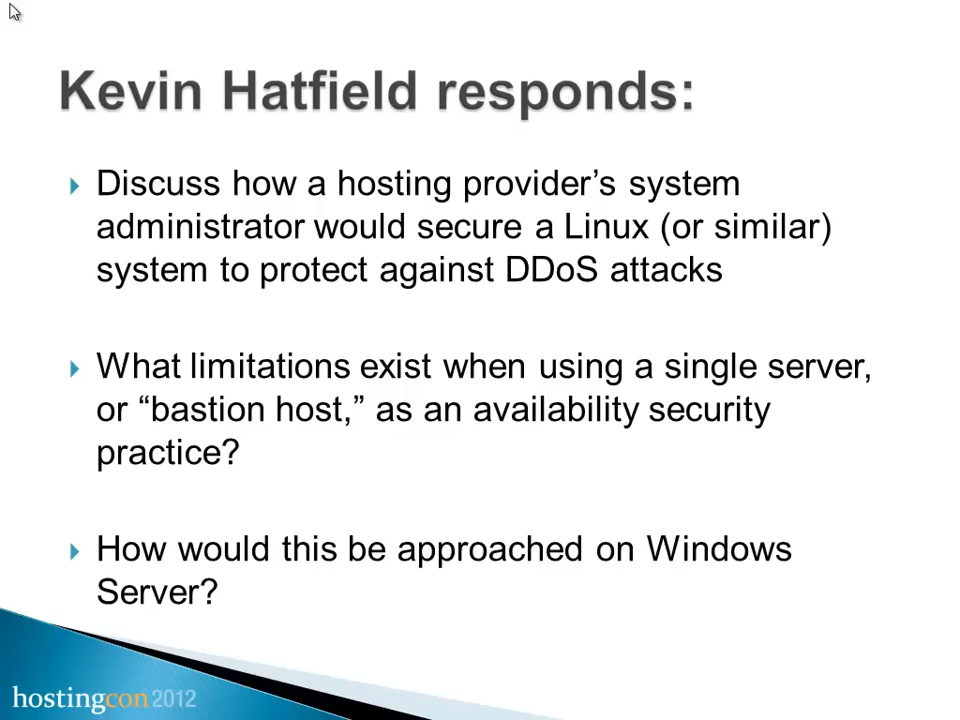 Kevin Hatfield responds:
Discuss how a hosting provider’s system
administrator would secure a Linux (or similar)
system to protect against DDoS attacks
What limitations exist when using a single server,
or “bastion host,” as an availability security
practice?
How would this be approached on Windows
Server?
hostingcon 2012